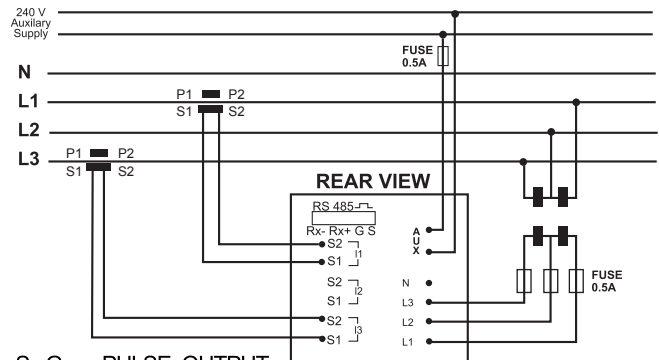 240 V
Auxilary
Supply
FUSE
0.5A
N
L1
P1 P2
S1 S2
L2
L3
P1 P2
S1 S2
REAR VIEW
RS 485
Rx- Rx+ G S
A
U
X
S2
I1
S1
N
S2
I2
S1
L3
S2
I3
S1
L2
L1
FUSE
0.5A
PULSE OUTPUT